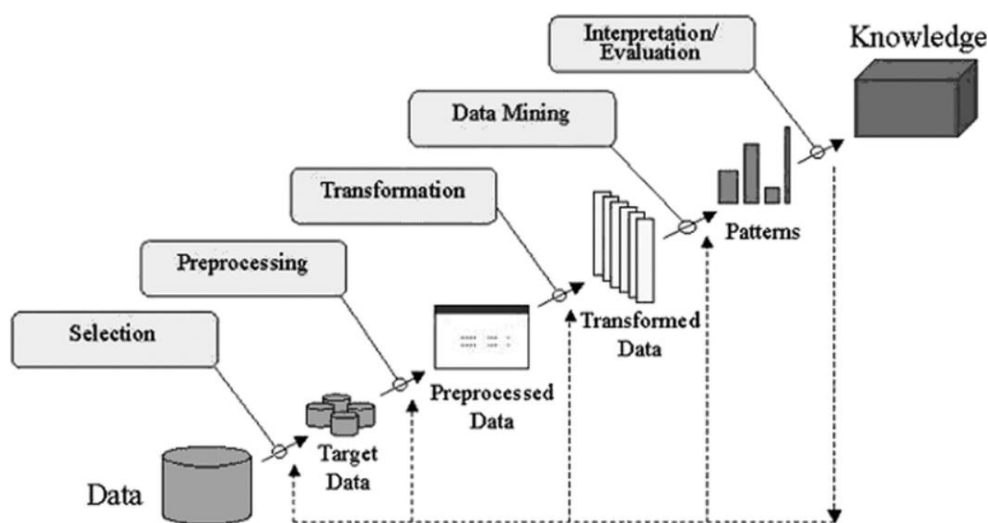 Interpretation/
Evaluation
Knowledge
Data Mining
Transformation
Patterns
Preprocessing
Transformed
Data
Selection
Preprocessed
Data
Target
Data
Data